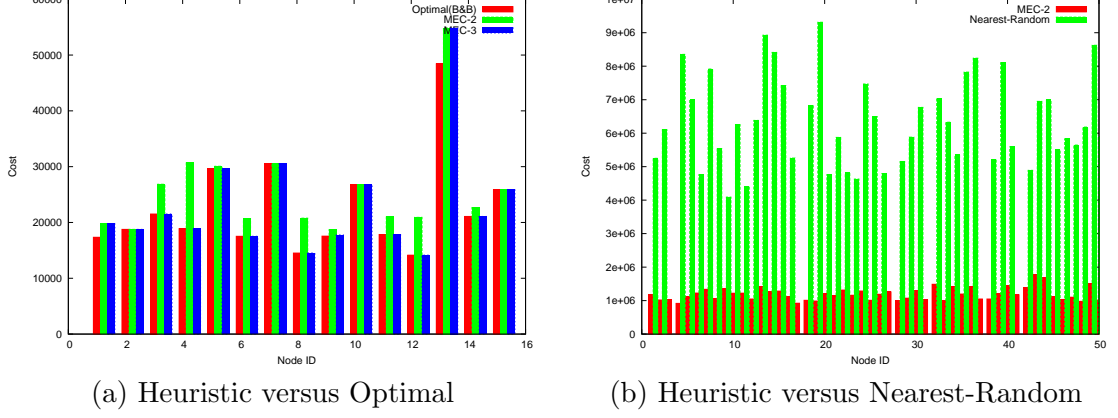 60000
50000
40000
30000
20000
10000
0
Cost
0 2 4 6 8 10 12 14 16
Node ID
Optimal(B&B)
MEC-2
MEC-3
(a) Heuristic versus Optimal
1e+07
9e+06
8e+06
7e+06
6e+06
5e+06
4e+06
3e+06
2e+06
1e+06
0
Cost
0 10 20 30 40 50
Node ID
MEC-2
Nearest-Random
(b) Heuristic versus Nearest-Random